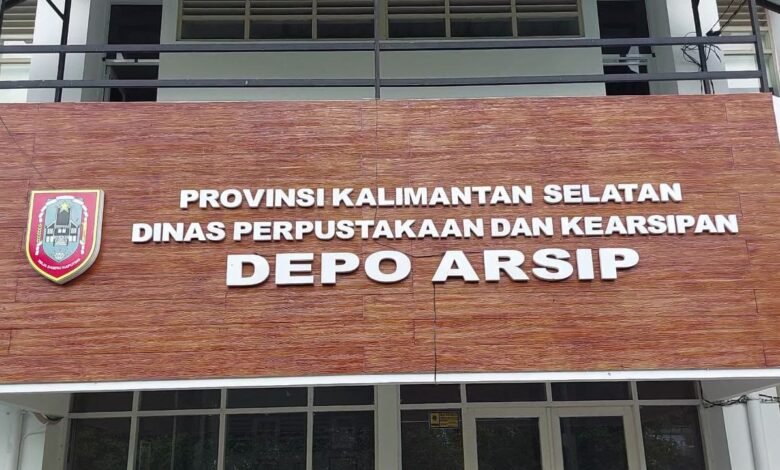 PROVINSI KALIMANTAN SELATAN
DINAS PERPUSTAKAAN DAN KEARSIPAN
DEPO ARSIP